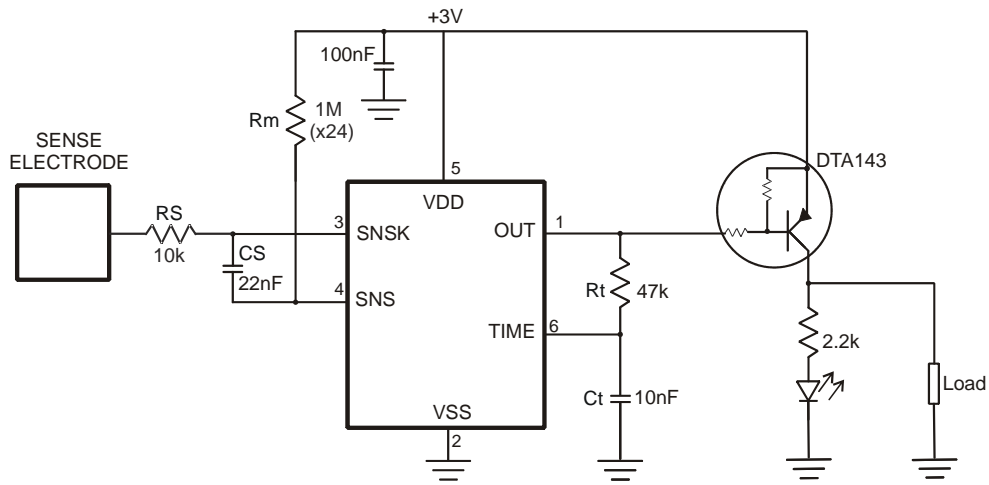 +3V
100nF
Rm
1M
(x24)
SENSE
ELECTRODE
DTA143
5
VDD
RS
10k
3
SNSK
OUT
1
CS
22nF
4
SNS
Rt
47k
TIME
6
2.2k
Ct
10nF
Load
VSS
2